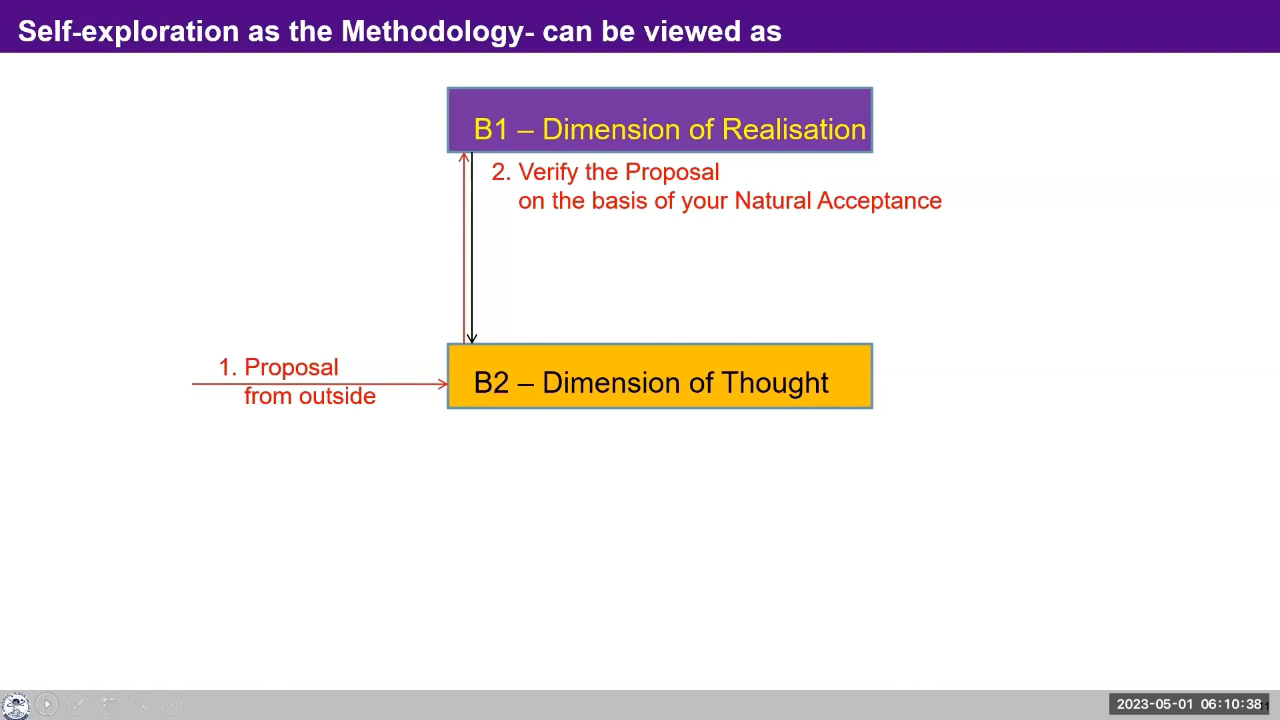 Self-exploration as the Methodology- can be viewed as
B1 – Dimension of Realisation
2. Verify the Proposal
on the basis of your Natural Acceptance
1. Proposal
from outside
B2 – Dimension of Thought
2023-05-01 06:10:38